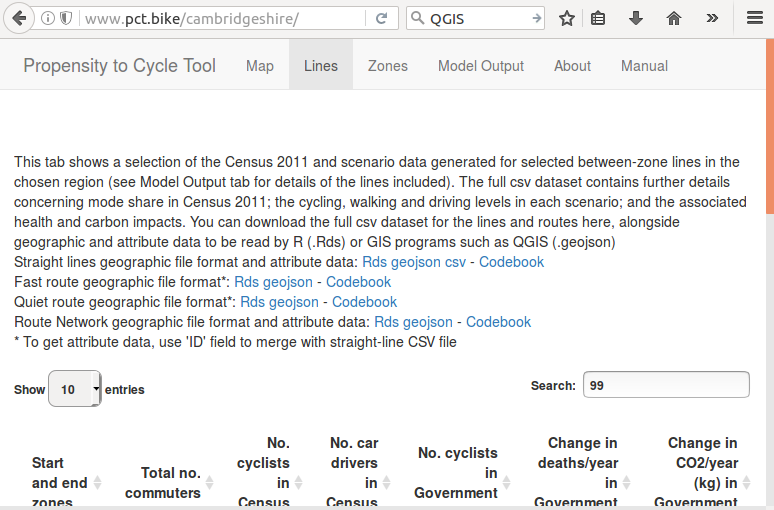 www.pct.bike/cambridgeshire/
QGIS
Propensity to Cycle Tool Map Lines Zones Model Output About Manual
This tab shows a selection of the Census 2011 and scenario data generated for selected between-zone lines in the
chosen region (see Model Output tab for details of the lines included). The full csv dataset contains further details
concerning mode share in Census 2011; the cycling, walking and driving levels in each scenario; and the associated
health and carbon impacts. You can download the full csv dataset for the lines and routes here, alongside
geographic and attribute data to be read by R (.Rds) or GIS programs such as QGIS (.geojson)
Straight lines geographic file format and attribute data: Rds geojson csv - Codebook
Fast route geographic file format*: Rds geojson - Codebook
Quiet route geographic file format*: Rds geojson - Codebook
Route Network geographic file format and attribute data: Rds geojson - Codebook
* To get attribute data, use 'ID' field to merge with straight-line CSV file
Show 10 entries
Search: 99
Start
and end
zones
Total no.
commuters
No.
cyclists
in
Census
No. car
drivers
in
Census
No. cyclists
in
Government
Change in
deaths/year
in
Government
Change in
CO2/year
(kg) in
Government